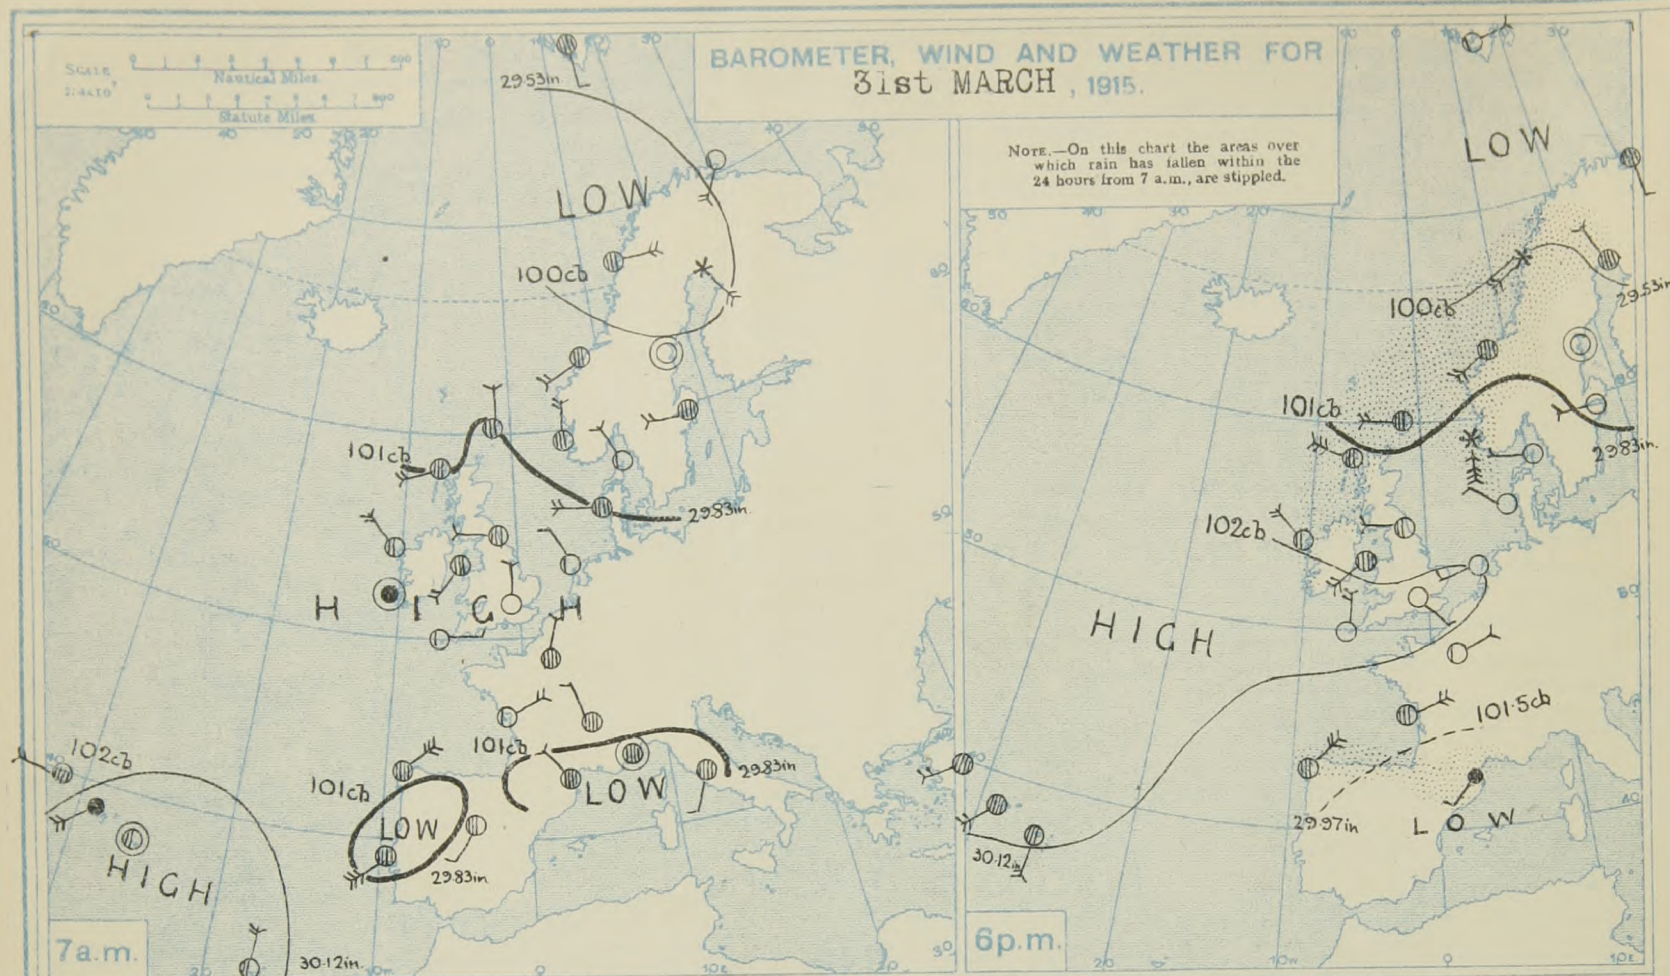 BAROMETER, WIND AND WEATHER FOR
31st MARCH , 1915.
NOTE.—On this chart the areas over
which rain has fallen within the
24 hours from 7 a.m., are stippled.
SCALE
Nautical Miles
Statute Miles
29.53in
LOW
100cb
101cb
29.83in.
HIGH
102cb
101cb
LOW
29.83in
101cb
LOW
29.83in
HIGH
30.12in.
7a.m.
LOW
100cb
29.53in
101cb
29.83in.
102cb
HIGH
101.5cb
29.97in
LOW
30.12in
6p.m.